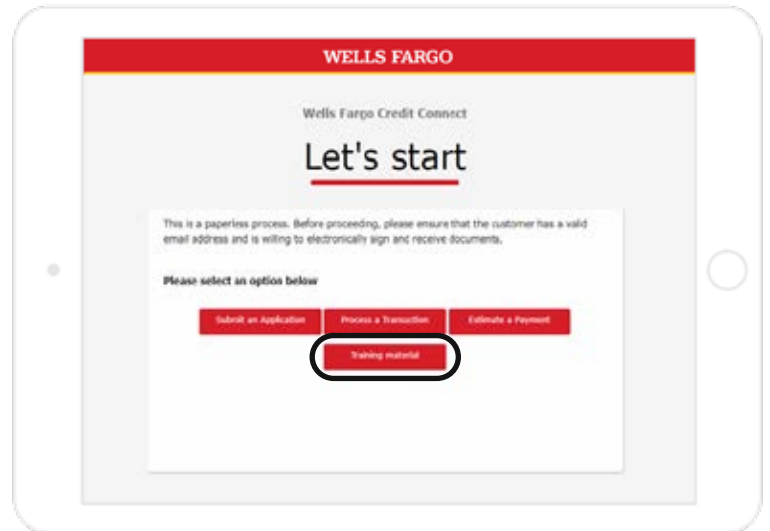 WELLS FARGO
Wells Fargo Credit Connect
Let's start
This is a paperless process. Before proceeding, please ensure that the customer has a valid
email address and is willing to electronically sign and receive documents.
Please select an option below
Submit an Application Process a Transaction Estimate a Payment
Training material